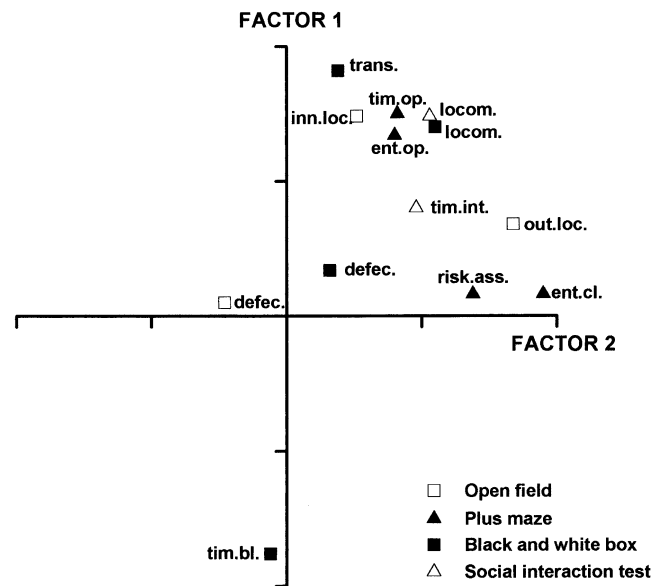 FACTOR 1
trans.
tim.op.
inn.loc.
locom.
locom.
ent.op.
tim.int.
out.loc.
defec.
risk.ass.
defec.
ent.cl.
FACTOR 2
Open field
Plus maze
Black and white box
tim.bl.
Social interaction test